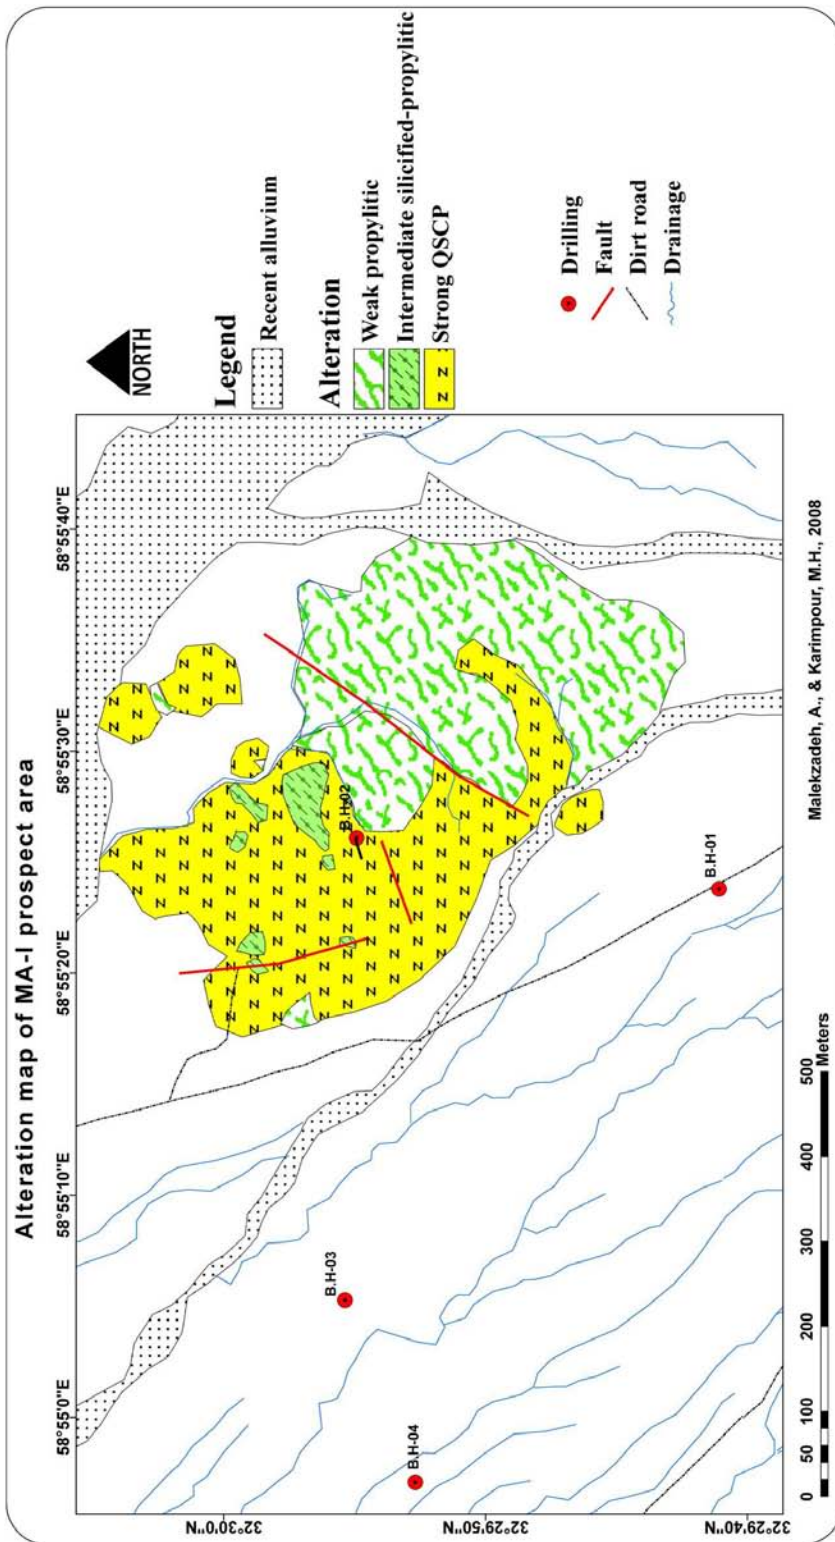 Alteration map of MA-I prospect area
58°55'0"E
58°55'10"E
58°55'20"E
58°55'30"E
58°55'40"E
32°30'0"N
32°29'50"N
32°29'40"N
B.H-04
B.H-03
B.H-02
B.H-01
NORTH
Legend
Recent alluvium
Alteration
Weak propylitic
Intermediate silicified-propylitic
Strong QSCP
Drilling
Fault
Dirt road
Drainage
0 50 100 200 300 400 500
Meters
Malekzadeh, A., & Karimpour, M.H., 2008